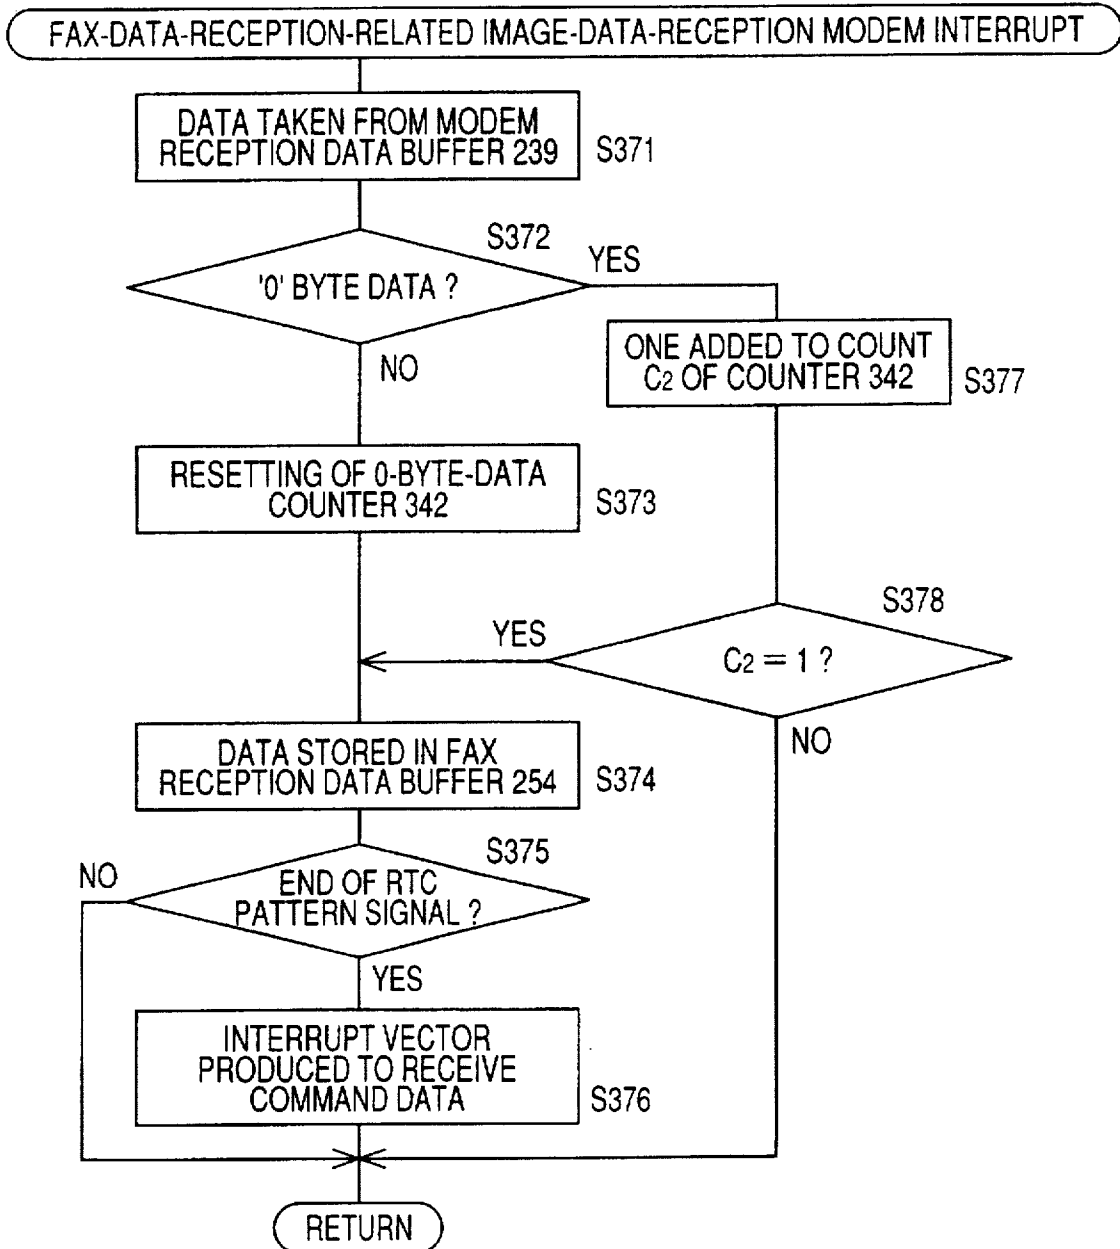 FAX-DATA-RECEPTION-RELATED IMAGE-DATA-RECEPTION MODEM INTERRUPT
DATA TAKEN FROM MODEM
RECEPTION DATA BUFFER 239
S371
S372
'0' BYTE DATA ?
YES
NO
ONE ADDED TO COUNT
C2 OF COUNTER 342
S377
RESETTING OF 0-BYTE-DATA
COUNTER 342
S373
S378
YES
C2 = 1 ?
NO
DATA STORED IN FAX
RECEPTION DATA BUFFER 254
S374
S375
NO
END OF RTC
PATTERN SIGNAL ?
YES
INTERRUPT VECTOR
PRODUCED TO RECEIVE
COMMAND DATA
S376
RETURN